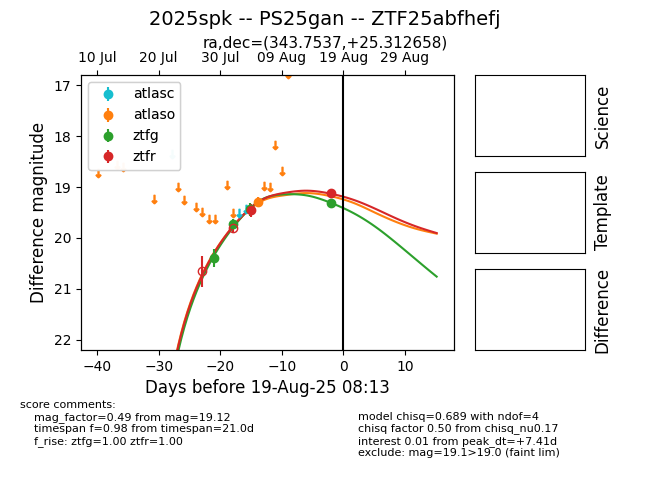 2025spk -- PS25gan -- ZTF25abfhefj
ra,dec=(343.7537,+25.312658)
10 Jul 20 Jul 30 Jul 09 Aug 19 Aug 29 Aug
17
18
19
20
21
22
Difference magnitude
atlasc
atlaso
ztfg
ztfr
−40 −30 −20 −10 0 10
Days before 19-Aug-25 08:13
Science
Template
Difference
score comments:
mag_factor=0.49 from mag=19.12
timespan f=0.98 from timespan=21.0d
f_rise: ztfg=1.00 ztfr=1.00
model chisq=0.689 with ndof=4
chisq factor 0.50 from chisq_nu0.17
interest 0.01 from peak_dt=+7.41d
exclude: mag=19.1>19.0 (faint lim)